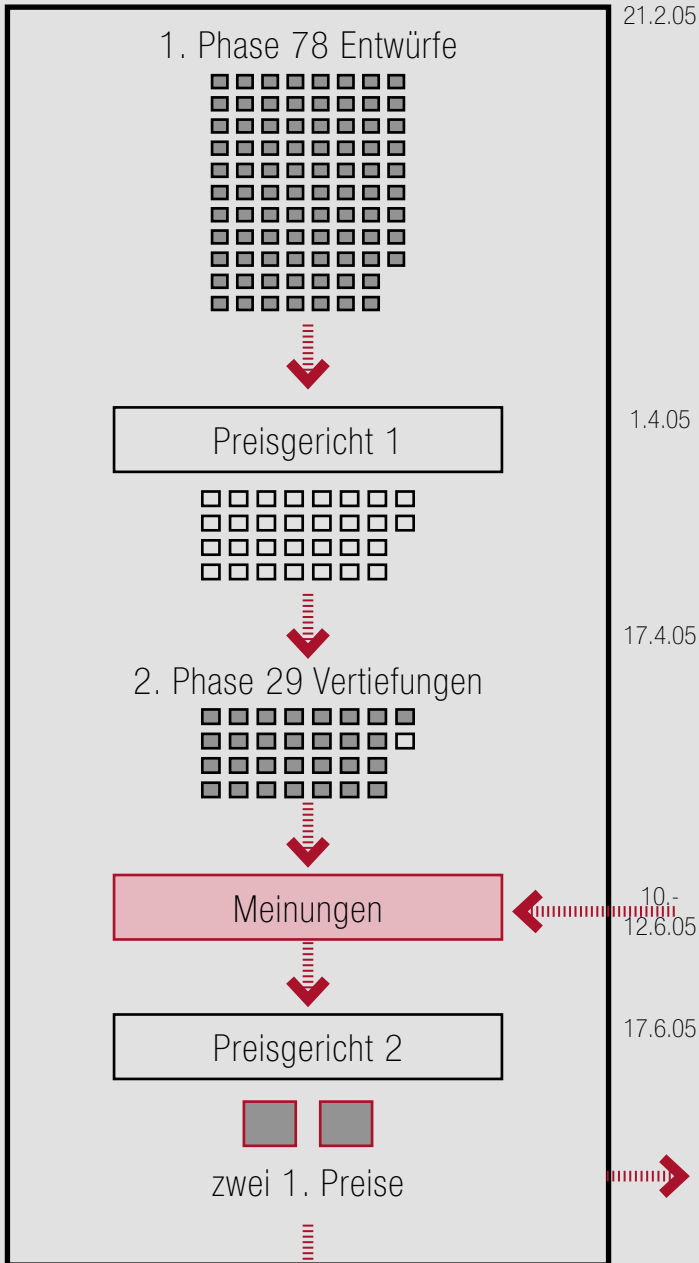 21.2.05
1. Phase 78 Entwürfe
1.4.05
Preisgericht 1
17.4.05
2. Phase 29 Vertiefungen
Meinungen
10.-
12.6.05
17.6.05
Preisgericht 2
zwei 1. Preise